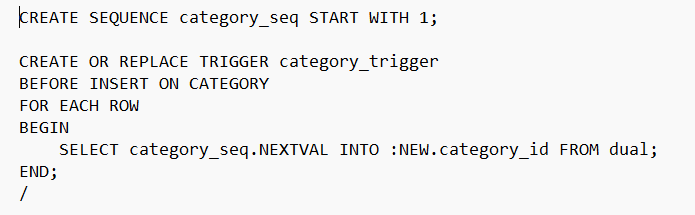 CREATE SEQUENCE category_seq START WITH 1;
CREATE OR REPLACE TRIGGER category_trigger
BEFORE INSERT ON CATEGORY
FOR EACH ROW
BEGIN
    SELECT category_seq.NEXTVAL INTO :NEW.category_id FROM dual;
END;
/